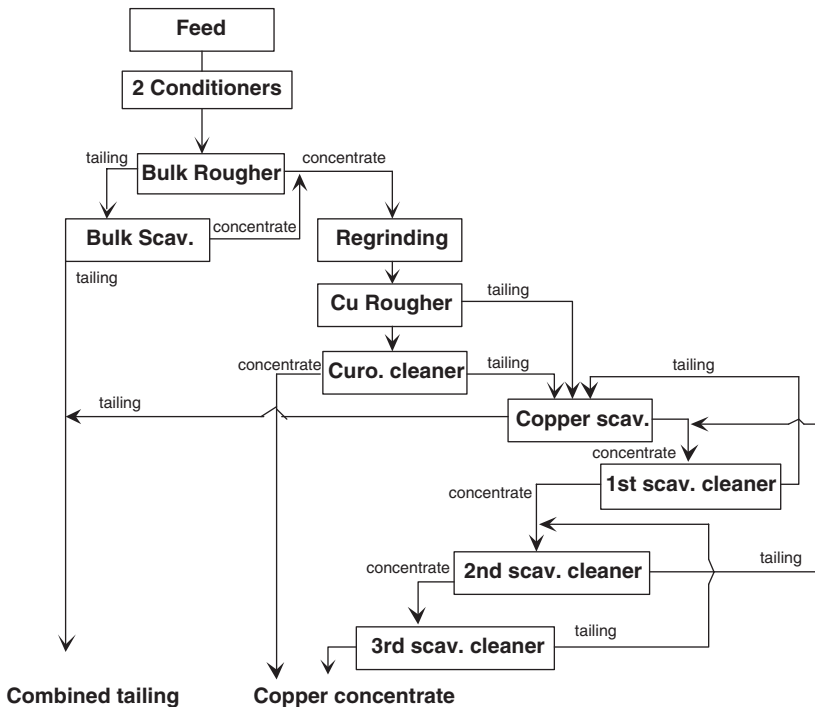 Feed
2 Conditioners
tailing
Bulk Rougher
concentrate
Bulk Scav.
concentrate
Regrinding
tailing
Cu Rougher
tailing
concentrate
Curo. cleaner
tailing
tailing
tailing
Copper scav.
concentrate
1st scav. cleaner
concentrate
2nd scav. cleaner
tailing
concentrate
3rd scav. cleaner
tailing
Combined tailing
Copper concentrate